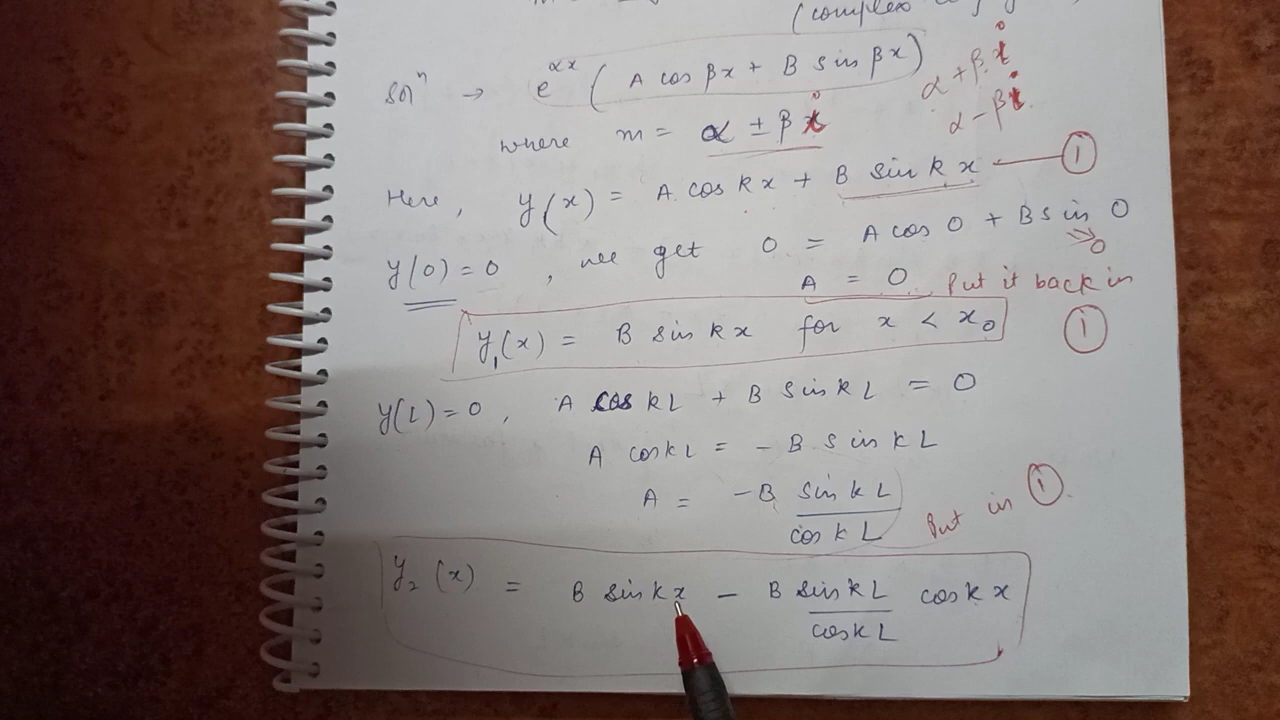 (complex
Solⁿ → e^αx (A cos βx + B sin βx)
α + βi
α - βi
where m = α ± βi
Here, y(x) = A cos kx + B sin kx — ①
y(0) = 0, we get 0 = A cos 0 + B sin 0
⇒ 0
A = 0 Put it back in ①
y₁(x) = B sin kx for x < x₀
y(L) = 0, A cos kL + B sin kL = 0
A cos kL = - B sin kL
A = -B sin kL / cos kL Put in ①.
y₂(x) = B sin kx - B sin kL / cos kL cos kx